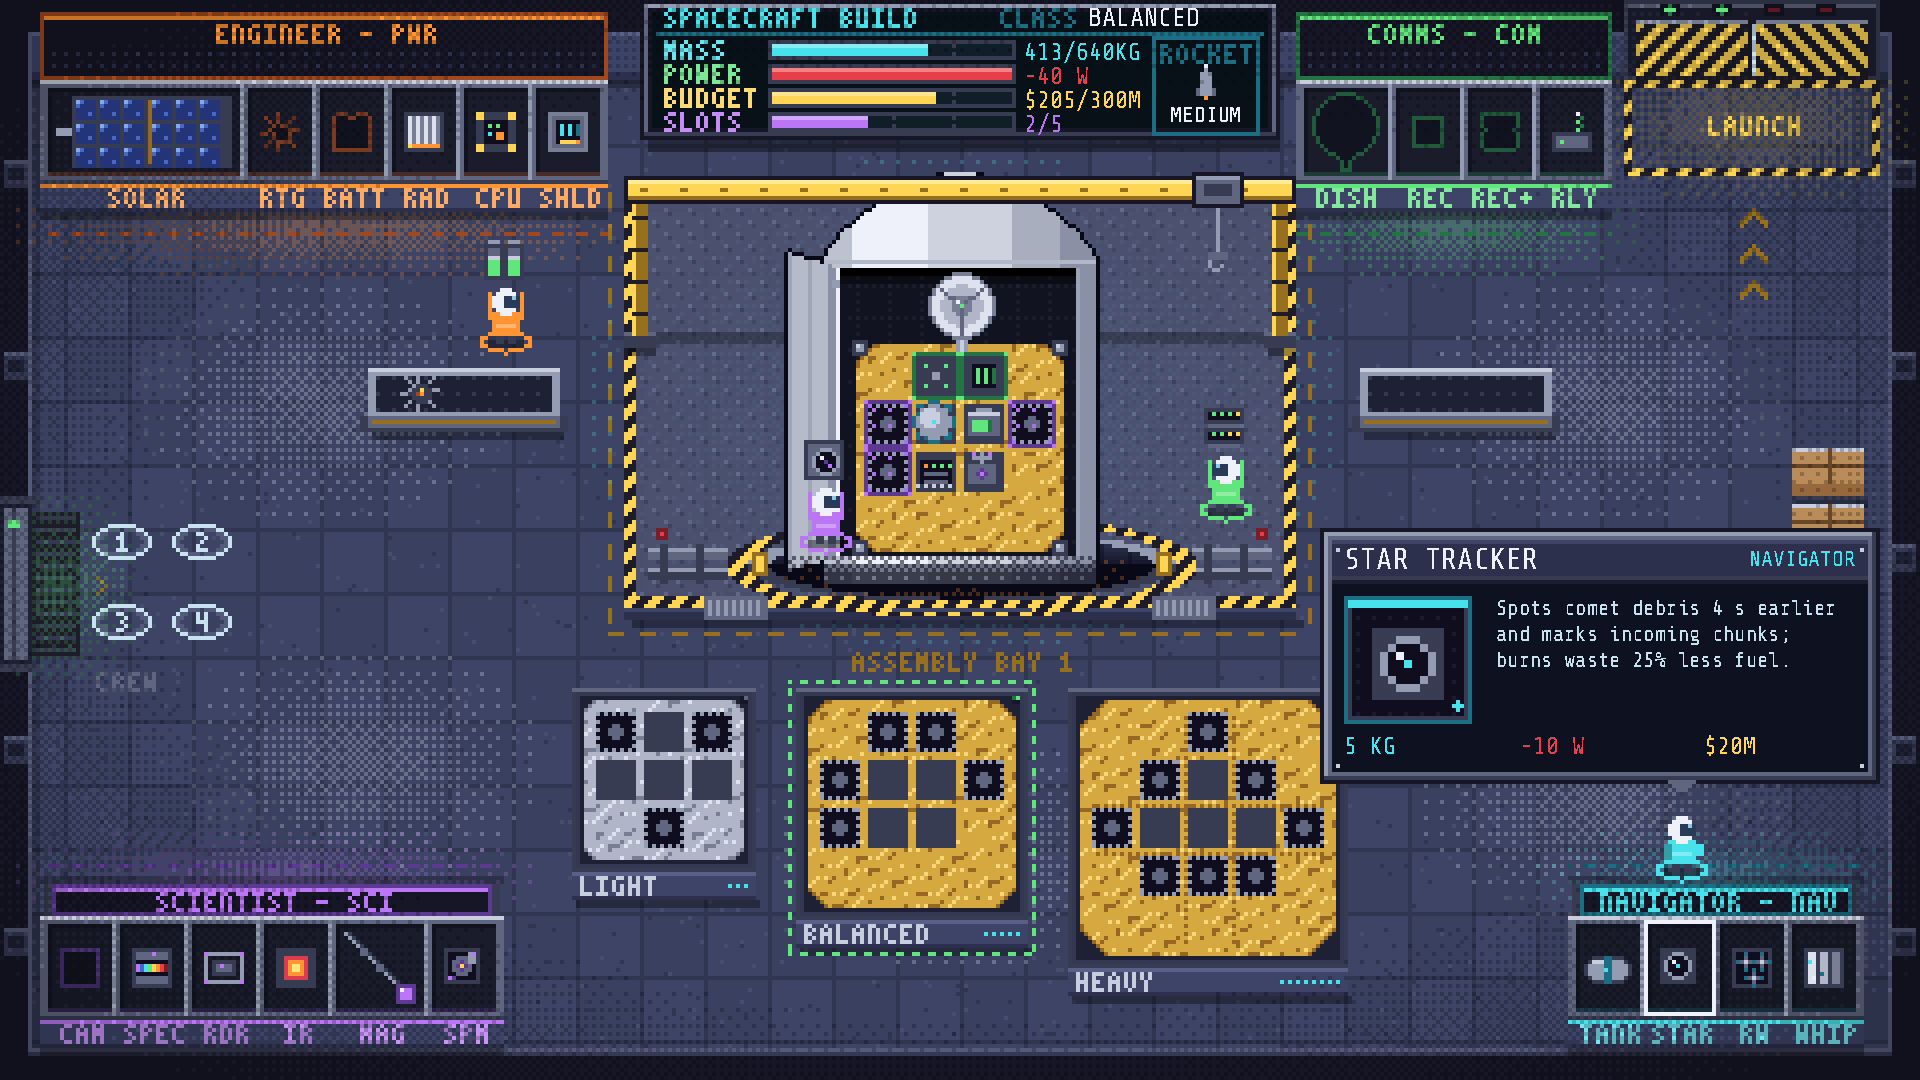 ENGINEER - PWR
SPACECRAFT BUILD CLASS BALANCED
MASS 413/640KG
POWER -40 W
BUDGET $205/300M
SLOTS 2/5
ROCKET
MEDIUM
COMMS - COM
LAUNCH
SOLAR RTG BATT RAD CPU SHLD
DISH REC REC+ RLY
1 2
3 4
CREW
ASSEMBLY BAY 1
STAR TRACKER NAVIGATOR
Spots comet debris 4 s earlier
and marks incoming chunks;
burns waste 25% less fuel.
5 KG -10 W $20M
LIGHT
BALANCED
HEAVY
SCIENTIST - SCI
CAM SPEC RDR IR MAG SPM
NAVIGATOR - NAV
TANK STAR RW WHIP